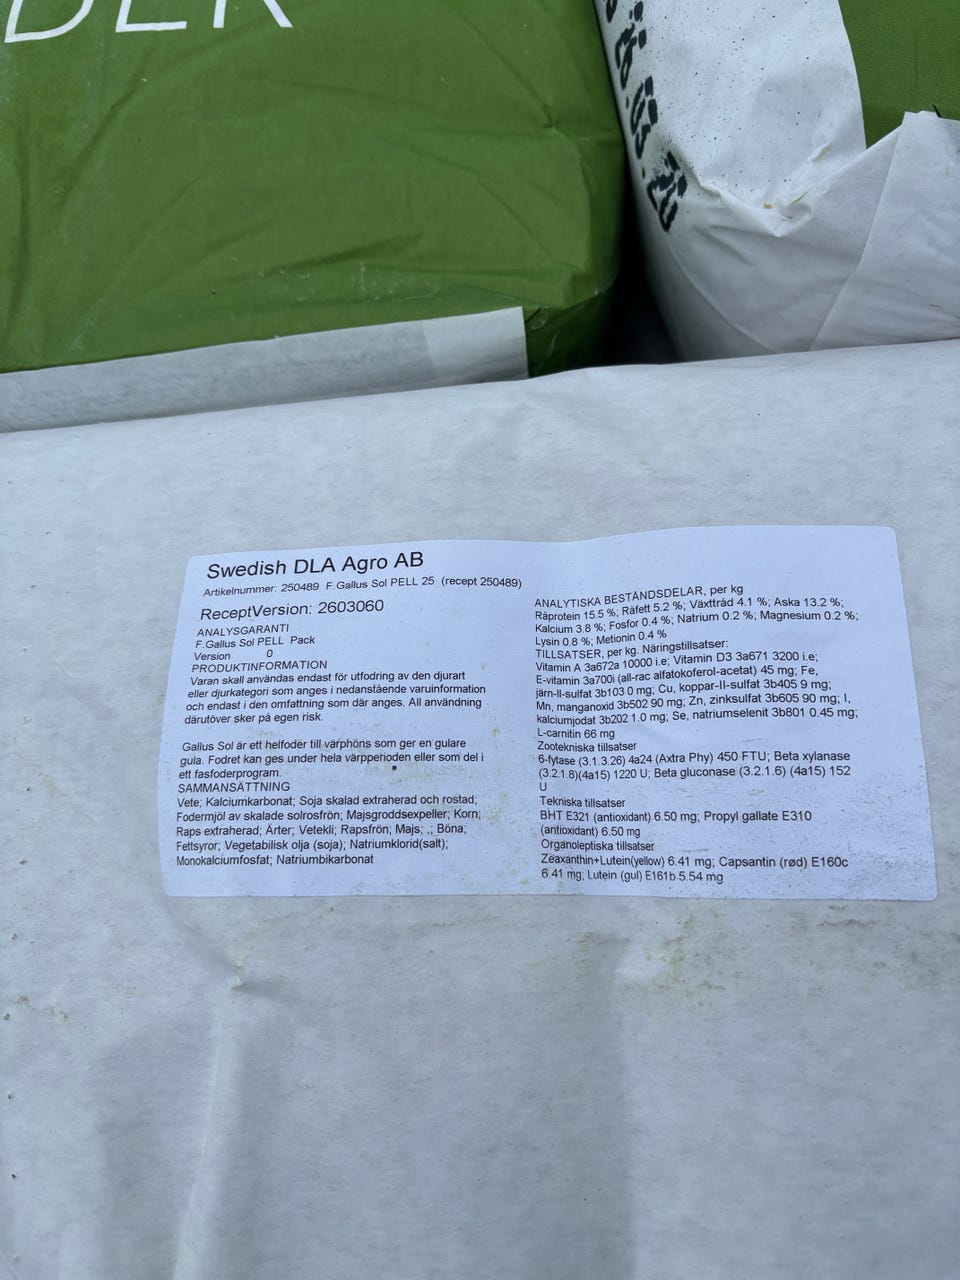 DER
26.03.20
Swedish DLA Agro AB
Artikelnummer: 250489 F.Gallus Sol PELL 25 (recept 250489)
ReceptVersion: 2603060
ANALYSGARANTI
F.Gallus Sol PELL Pack
Version 0
PRODUKTINFORMATION
Varan skall användas endast för utfodring av den djurart
eller djurkategori som anges i nedanstående varuinformation
och endast i den omfattning som där anges. All användning
därutöver sker på egen risk.
Gallus Sol är ett helfoder till värphöns som ger en gulare
gula. Fodret kan ges under hela värpperioden eller som del i
ett fasfoderprogram.
SAMMANSÄTTNING
Vete; Kalciumkarbonat; Soja skalad extraherad och rostad;
Fodermjöl av skalade solrosfrön; Majsgroddsexpeller; Korn;
Raps extraherad; Ärter; Vetekli; Rapsfrön; Majs; .; Böna;
Fettsyror; Vegetabilisk olja (soja); Natriumklorid(salt);
Monokalciumfosfat; Natriumbikarbonat
ANALYTISKA BESTÅNDSDELAR, per kg
Råprotein 15.5 %; Råfett 5.2 %; Växttråd 4.1 %; Aska 13.2 %;
Kalcium 3.8 %; Fosfor 0.4 %; Natrium 0.2 %; Magnesium 0.2 %;
Lysin 0.8 %; Metionin 0.4 %
TILLSATSER, per kg. Näringstillsatser:
Vitamin A 3a672a 10000 i.e; Vitamin D3 3a671 3200 i.e;
E-vitamin 3a700i (all-rac alfatokoferol-acetat) 45 mg; Fe,
järn-II-sulfat 3b103 0 mg; Cu, koppar-II-sulfat 3b405 9 mg;
Mn, manganoxid 3b502 90 mg; Zn, zinksulfat 3b605 90 mg; I,
kalciumjodat 3b202 1.0 mg; Se, natriumselenit 3b801 0.45 mg;
L-carnitin 66 mg
Zootekniska tillsatser
6-fytase (3.1.3.26) 4a24 (Axtra Phy) 450 FTU; Beta xylanase
(3.2.1.8)(4a15) 1220 U; Beta gluconase (3.2.1.6) (4a15) 152
U
Tekniska tillsatser
BHT E321 (antioxidant) 6.50 mg; Propyl gallate E310
(antioxidant) 6.50 mg
Organoleptiska tillsatser
Zeaxanthin+Lutein(yellow) 6.41 mg; Capsantin (rød) E160c
6.41 mg; Lutein (gul) E161b 5.54 mg